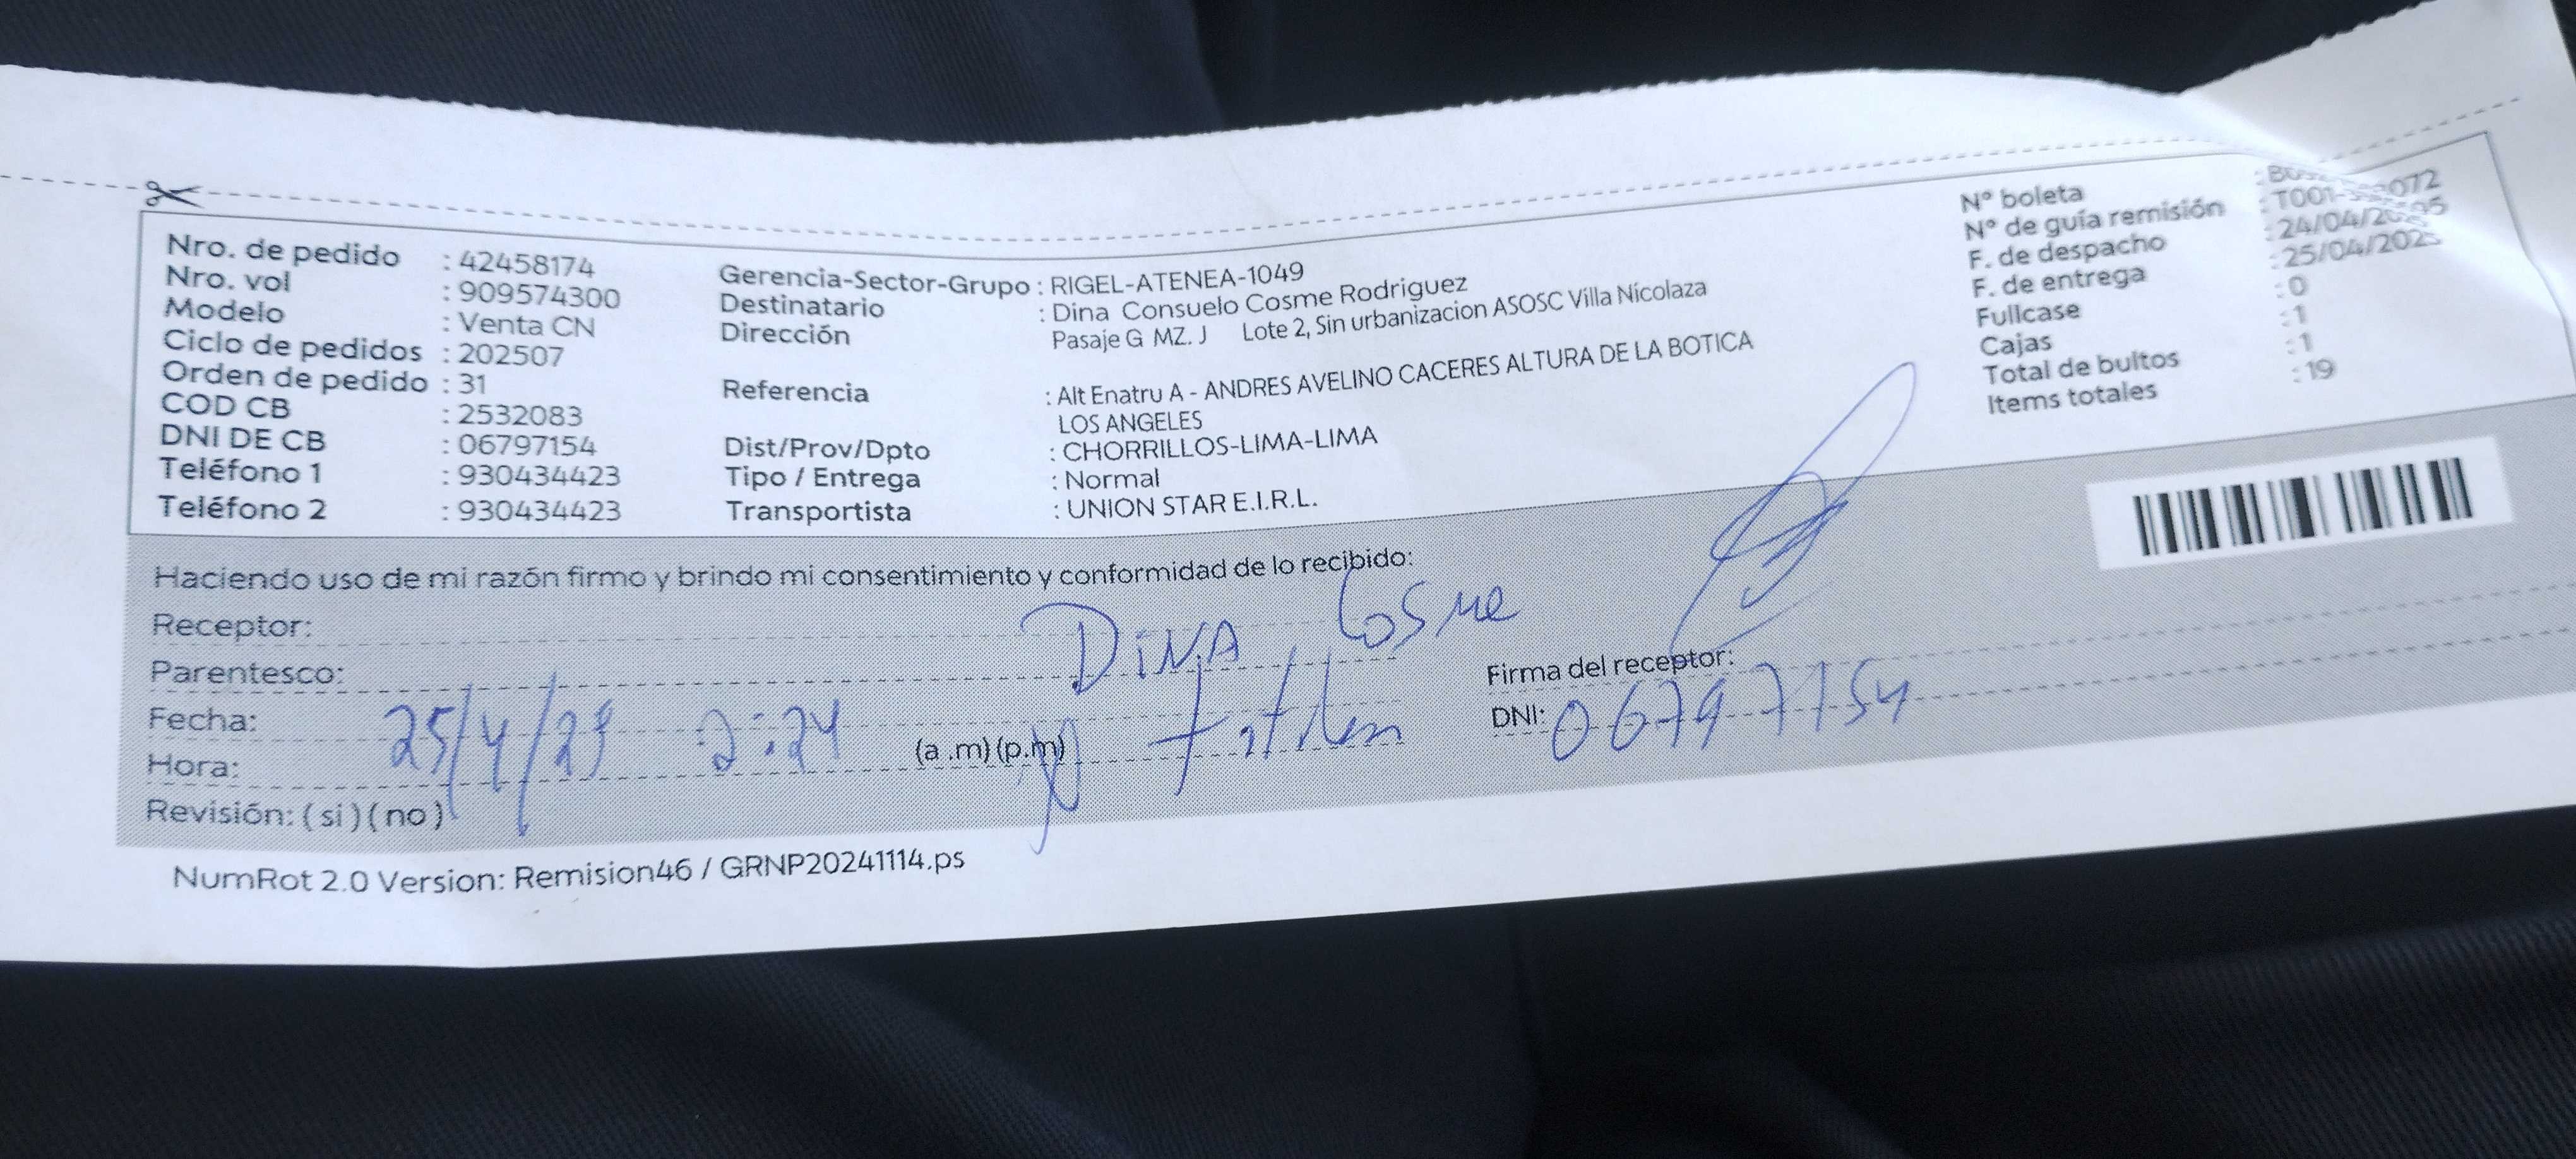 Nro. de pedido : 42458174
Nro. vol : 909574300
Modelo : Venta CN
Ciclo de pedidos : 202507
Orden de pedido : 31
COD CB : 2532083
DNI DE CB : 06797154
Teléfono 1 : 930434423
Teléfono 2 : 930434423
Gerencia-Sector-Grupo : RIGEL-ATENEA-1049
Destinatario : Dina Consuelo Cosme Rodriguez
Dirección Pasaje G MZ. J Lote 2, Sin urbanizacion ASOSC Villa Nicolaza
Referencia : Alt Enatru A - ANDRES AVELINO CACERES ALTURA DE LA BOTICA
LOS ANGELES
Dist/Prov/Dpto : CHORRILLOS-LIMA-LIMA
Tipo / Entrega : Normal
Transportista : UNION STAR E.I.R.L.
N° boleta
N° de guía remisión
F. de despacho : 24/04/2025
F. de entrega : 25/04/2025
Fullcase : 0
Cajas : 1
Total de bultos : 1
Items totales : 19
Haciendo uso de mi razón firmo y brindo mi consentimiento y conformidad de lo recibido:
Receptor: DiNA Cosme
Parentesco:
Firma del receptor:
Fecha: 25/4/25 2:24
Hora: (a .m) (p.m)
DNI: 06797154
Revisión: ( si ) ( no )
NumRot 2.0 Version: Remision46 / GRNP20241114.ps